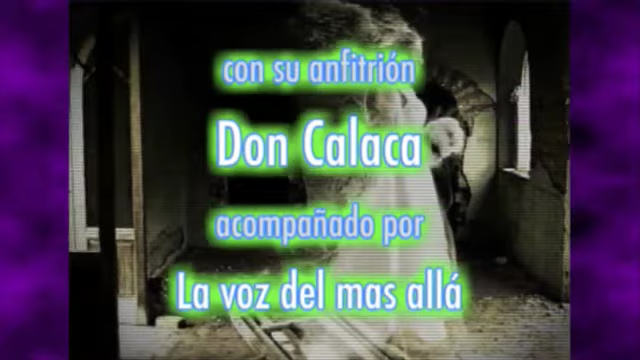 con su anfitrión
Don Calaca
acompañado por
La voz del mas allá